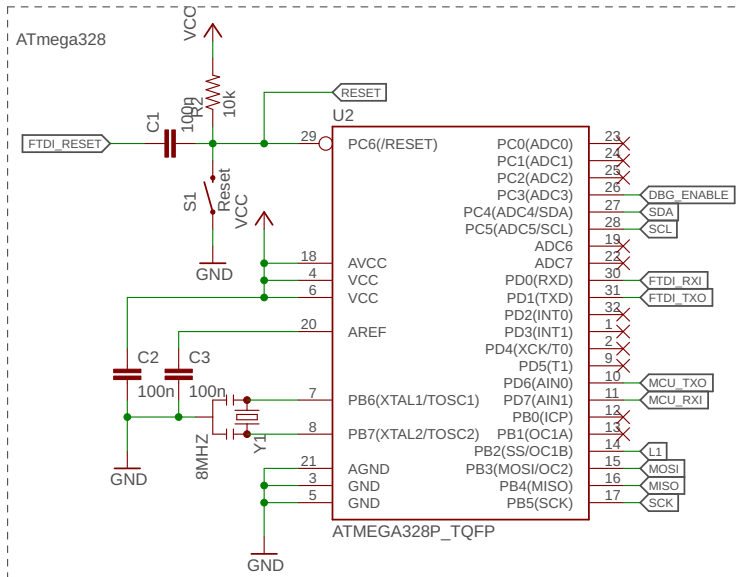 ATmega328
VCC
100n
R2
10k
C1
FTDI_RESET
RESET
U2
S1
Reset
GND
VCC
29 PC6(/RESET) PC0(ADC0) 23
PC1(ADC1) 24
PC2(ADC2) 25
PC3(ADC3) 26 DBG_ENABLE
PC4(ADC4/SDA) 27 SDA
PC5(ADC5/SCL) 28 SCL
ADC6 19
18 AVCC ADC7 22
4 VCC PD0(RXD) 30 FTDI_RXI
6 VCC PD1(TXD) 31 FTDI_TXO
PD2(INT0) 32
20 AREF PD3(INT1) 1
PD4(XCK/T0) 2
C2 C3 PD5(T1) 9
100n 100n PD6(AIN0) 10 MCU_TXO
7 PB6(XTAL1/TOSC1) PD7(AIN1) 11 MCU_RXI
PB0(ICP) 12
8 PB7(XTAL2/TOSC2) PB1(OC1A) 13
8MHZ
Y1
PB2(SS/OC1B) 14 L1
21 AGND PB3(MOSI/OC2) 15 MOSI
3 GND PB4(MISO) 16 MISO
5 GND PB5(SCK) 17 SCK
GND
ATMEGA328P_TQFP
GND